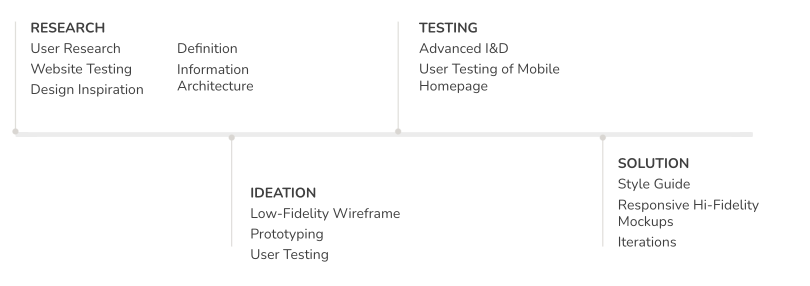 RESEARCH
User Research
Website Testing
Design Inspiration
Definition
Information
Architecture
IDEATION
Low-Fidelity Wireframe
Prototyping
User Testing
TESTING
Advanced I&D
User Testing of Mobile
Homepage
SOLUTION
Style Guide
Responsive Hi-Fidelity
Mockups
Iterations